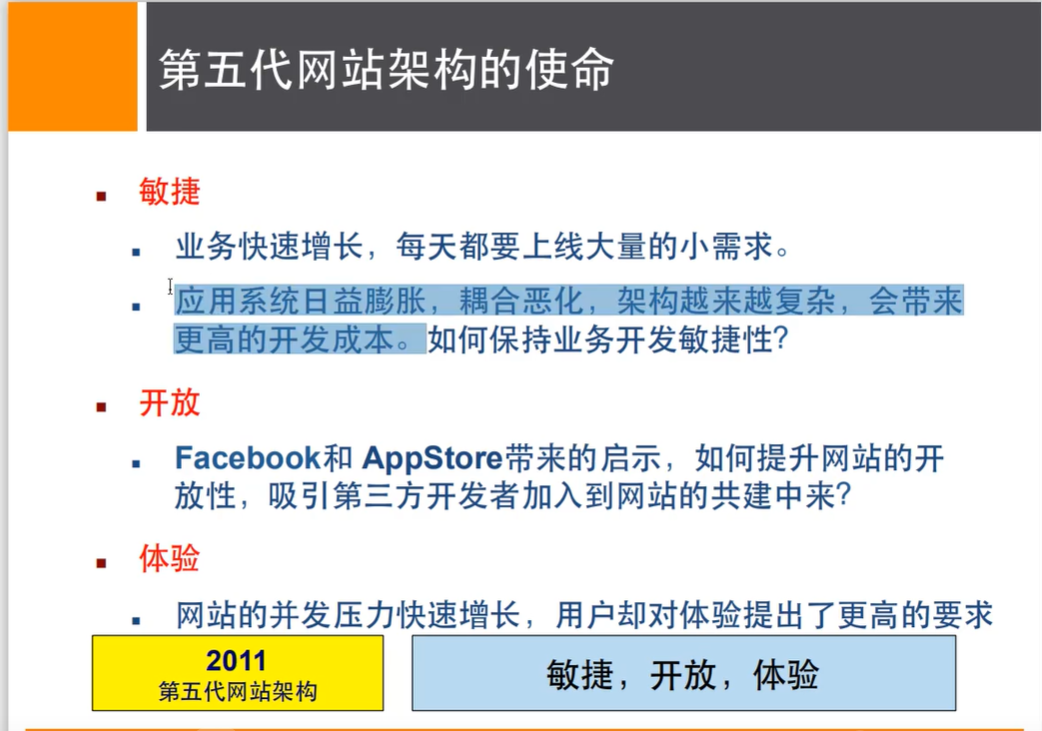 第五代网站架构的使命
敏捷
业务快速增长，每天都要上线大量的小需求。
应用系统日益膨胀，耦合恶化，架构越来越复杂，会带来
更高的开发成本。如何保持业务开发敏捷性？
开放
Facebook和 AppStore带来的启示，如何提升网站的开
放性，吸引第三方开发者加入到网站的共建中来？
体验
网站的并发压力快速增长，用户却对体验提出了更高的要求
2011
第五代网站架构
敏捷，开放，体验